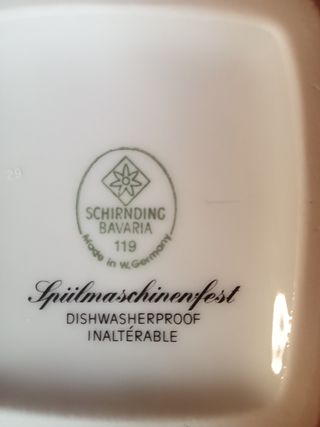 29
SCHIRNDING
BAVARIA
119
Made in W. Germany
Spülmaschinenfest
DISHWASHERPROOF
INALTÉRABLE